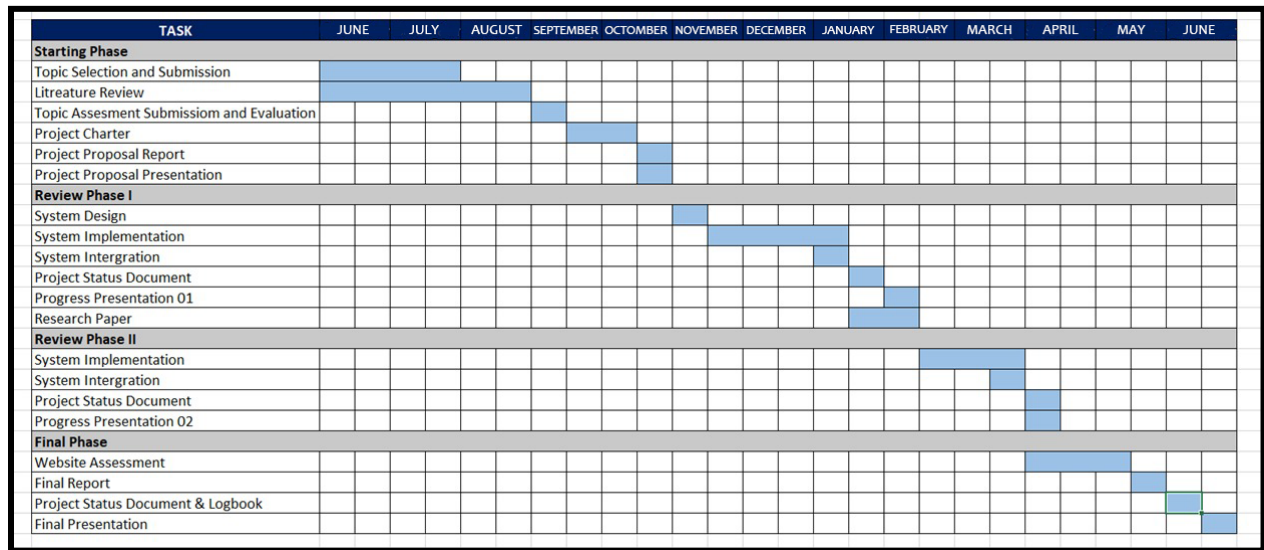 TASK JUNE JULY AUGUST SEPTEMBER OCTOMBER NOVEMBER DECEMBER JANUARY FEBRUARY MARCH APRIL MAY JUNE
Starting Phase
Topic Selection and Submission
Litreature Review
Topic Assesment Submissiom and Evaluation
Project Charter
Project Proposal Report
Project Proposal Presentation
Review Phase I
System Design
System Implementation
System Intergration
Project Status Document
Progress Presentation 01
Research Paper
Review Phase II
System Implementation
System Intergration
Project Status Document
Progress Presentation 02
Final Phase
Website Assessment
Final Report
Project Status Document & Logbook
Final Presentation